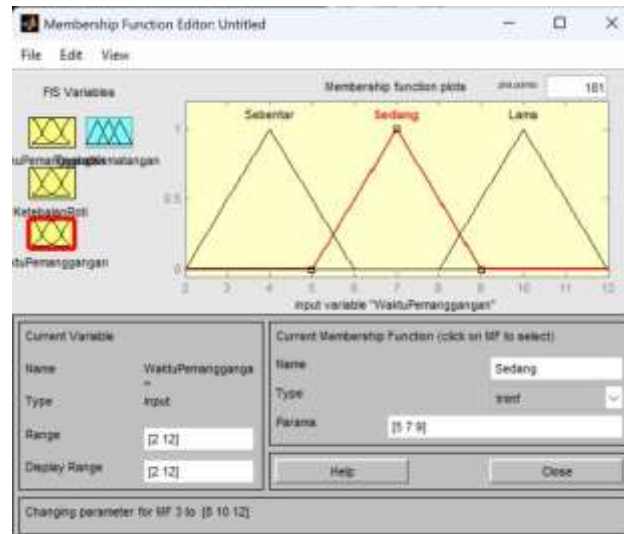 Membership Function Editor: Untitled
File Edit View
FIS Variables
Membership function plots
plot points:
181
Sebentar
Sedang
Lama
1
0.5
0
2 3 4 5 6 7 8 9 10 11 12
input variable "WaktuPemanggangan"
KetebalanRoti
tuPemanggangan
Current Variable
Name
WaktuPemangganga
n
Type
input
Range
[2 12]
Display Range
[2 12]
Current Membership Function (click on MF to select)
Name
Sedang
Type
trimf
Params
[5 7 9]
Help
Close
Changing parameter for MF 3 to [8 10 12]